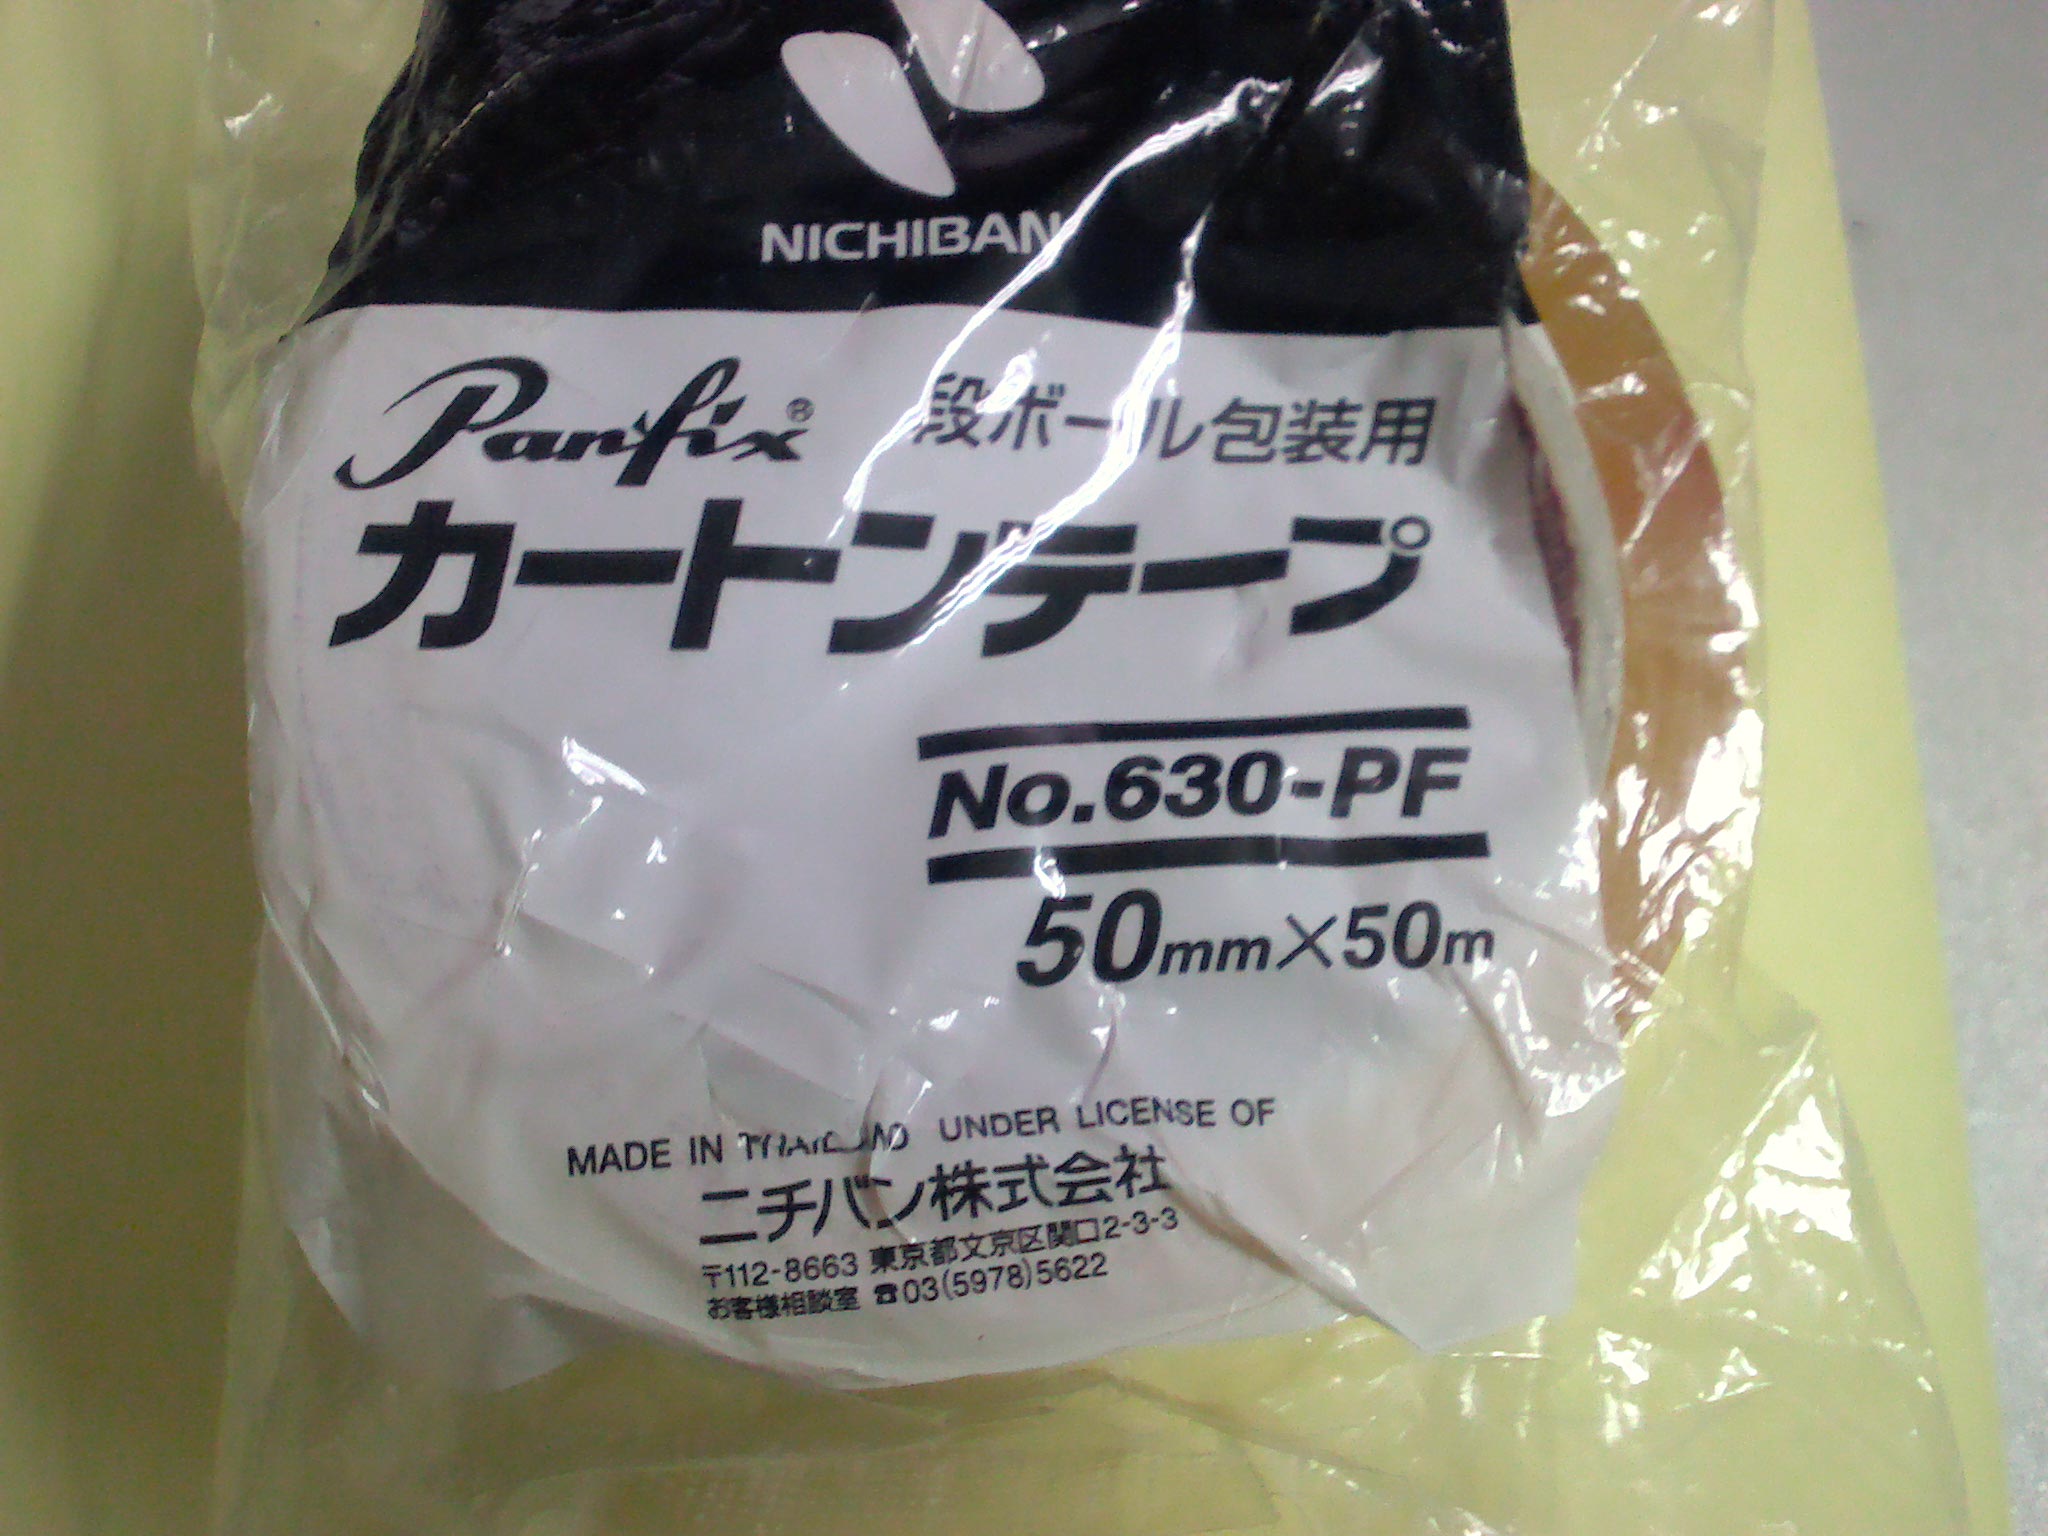 NICHIBAN
Panfix® 段ボール包装用
カートンテープ
No.630-PF
50mm×50m
MADE IN THAILAND UNDER LICENSE OF
ニチバン株式会社
〒112-8663 東京都文京区関口2-3-3
お客様相談室 ☎03(5978)5622